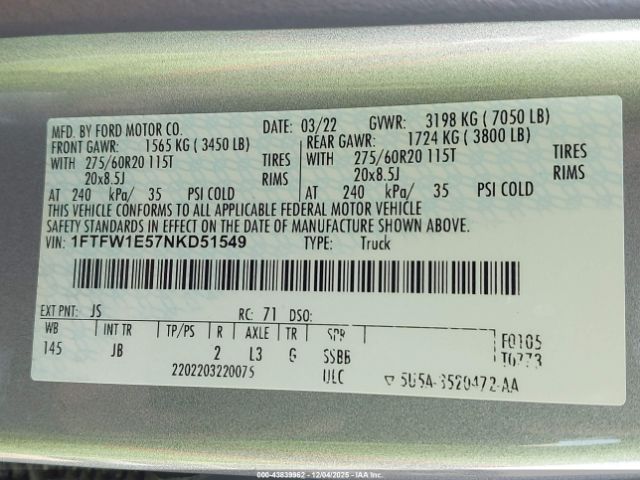 MFD. BY FORD MOTOR CO. DATE: 03/22 GVWR: 3198 KG ( 7050 LB)
FRONT GAWR: 1565 KG ( 3450 LB) REAR GAWR: 1724 KG ( 3800 LB)
WITH 275/60R20 115T TIRES WITH 275/60R20 115T TIRES
20x8.5J RIMS 20x8.5J RIMS
AT 240 kPa/ 35 PSI COLD AT 240 kPa/ 35 PSI COLD
THIS VEHICLE CONFORMS TO ALL APPLICABLE FEDERAL MOTOR VEHICLE
SAFETY STANDARDS IN EFFECT ON THE DATE OF MANUFACTURE SHOWN ABOVE.
VIN: 1FTFW1E57NKD51549 TYPE: Truck
EXT PNT: JS RC: 71 DSO:
WB INT TR TP/PS R AXLE TR SPR F0105
145 JB 2 L3 G SSBB T0773
2202203220075 ULC 5U5A-3520472-AA
000-43839962 - 12/04/2025 - IAA Inc.